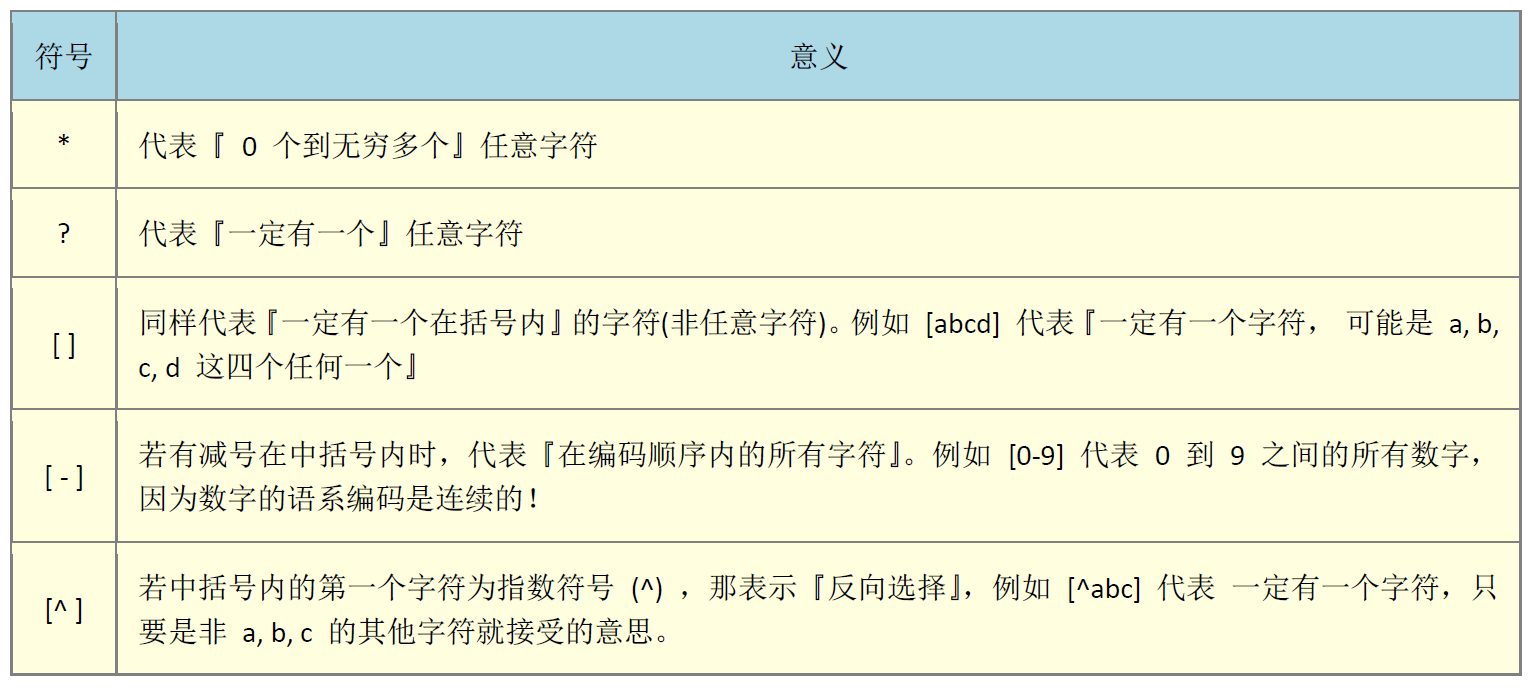 符号 意义
* 代表『 0 个到无穷多个』任意字符
? 代表『一定有一个』任意字符
[ ] 同样代表『一定有一个在括号内』的字符(非任意字符)。例如 [abcd] 代表『一定有一个字符， 可能是 a, b,
c, d 这四个任何一个』
[ - ] 若有减号在中括号内时，代表『在编码顺序内的所有字符』。例如 [0-9] 代表 0 到 9 之间的所有数字，
因为数字的语系编码是连续的！
[^ ] 若中括号内的第一个字符为指数符号 (^) ，那表示『反向选择』，例如 [^abc] 代表 一定有一个字符，只
要是非 a, b, c 的其他字符就接受的意思。